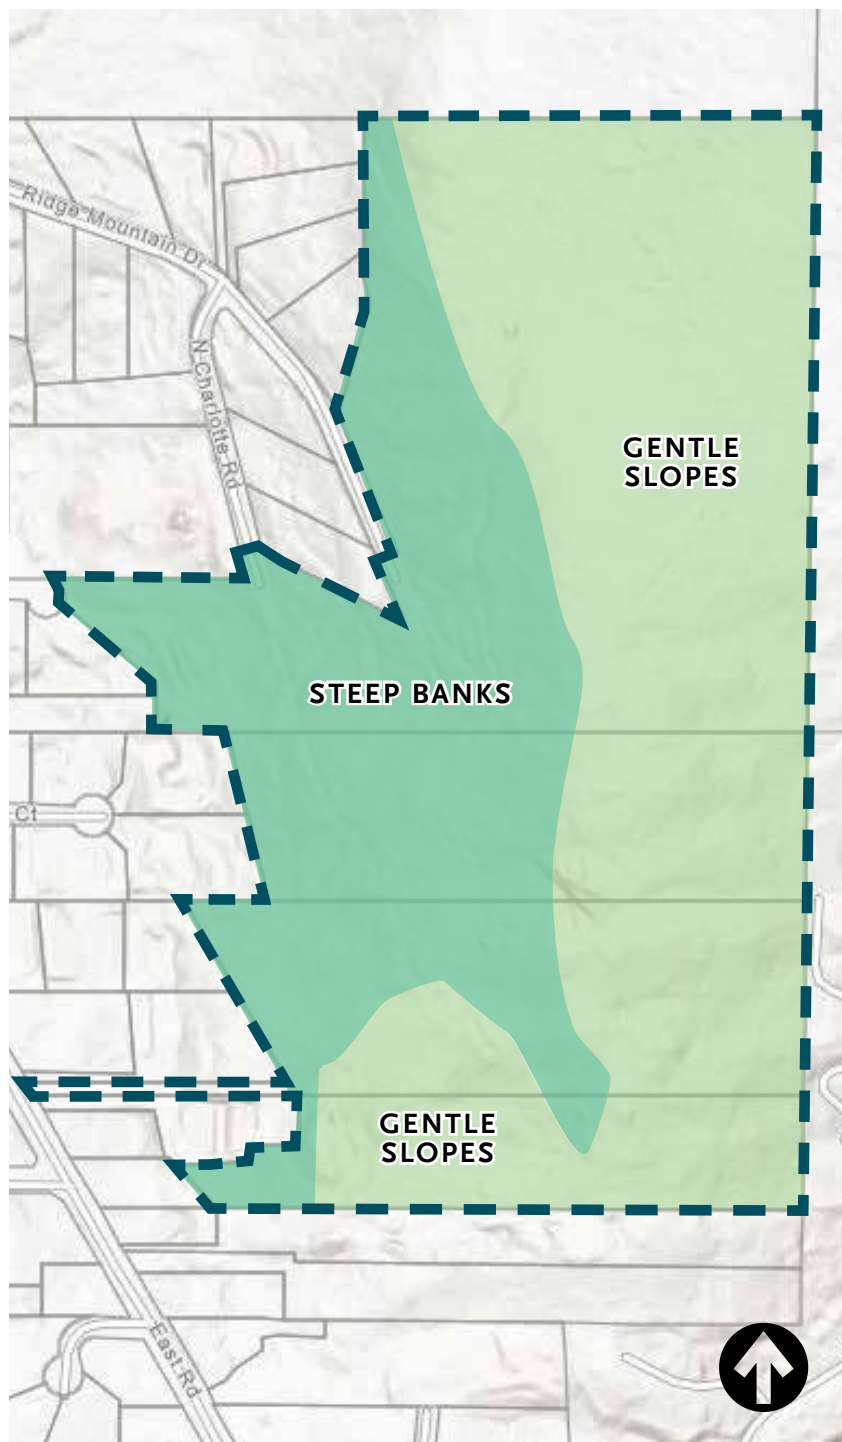 Ridge Mountain Dr
N Charlotte Rd
GENTLE
SLOPES
STEEP BANKS
Ct
GENTLE
SLOPES
East Rd